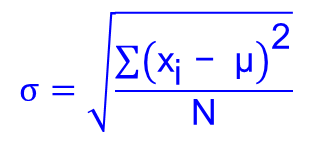 σ = √(∑(xᵢ − μ)² / N)